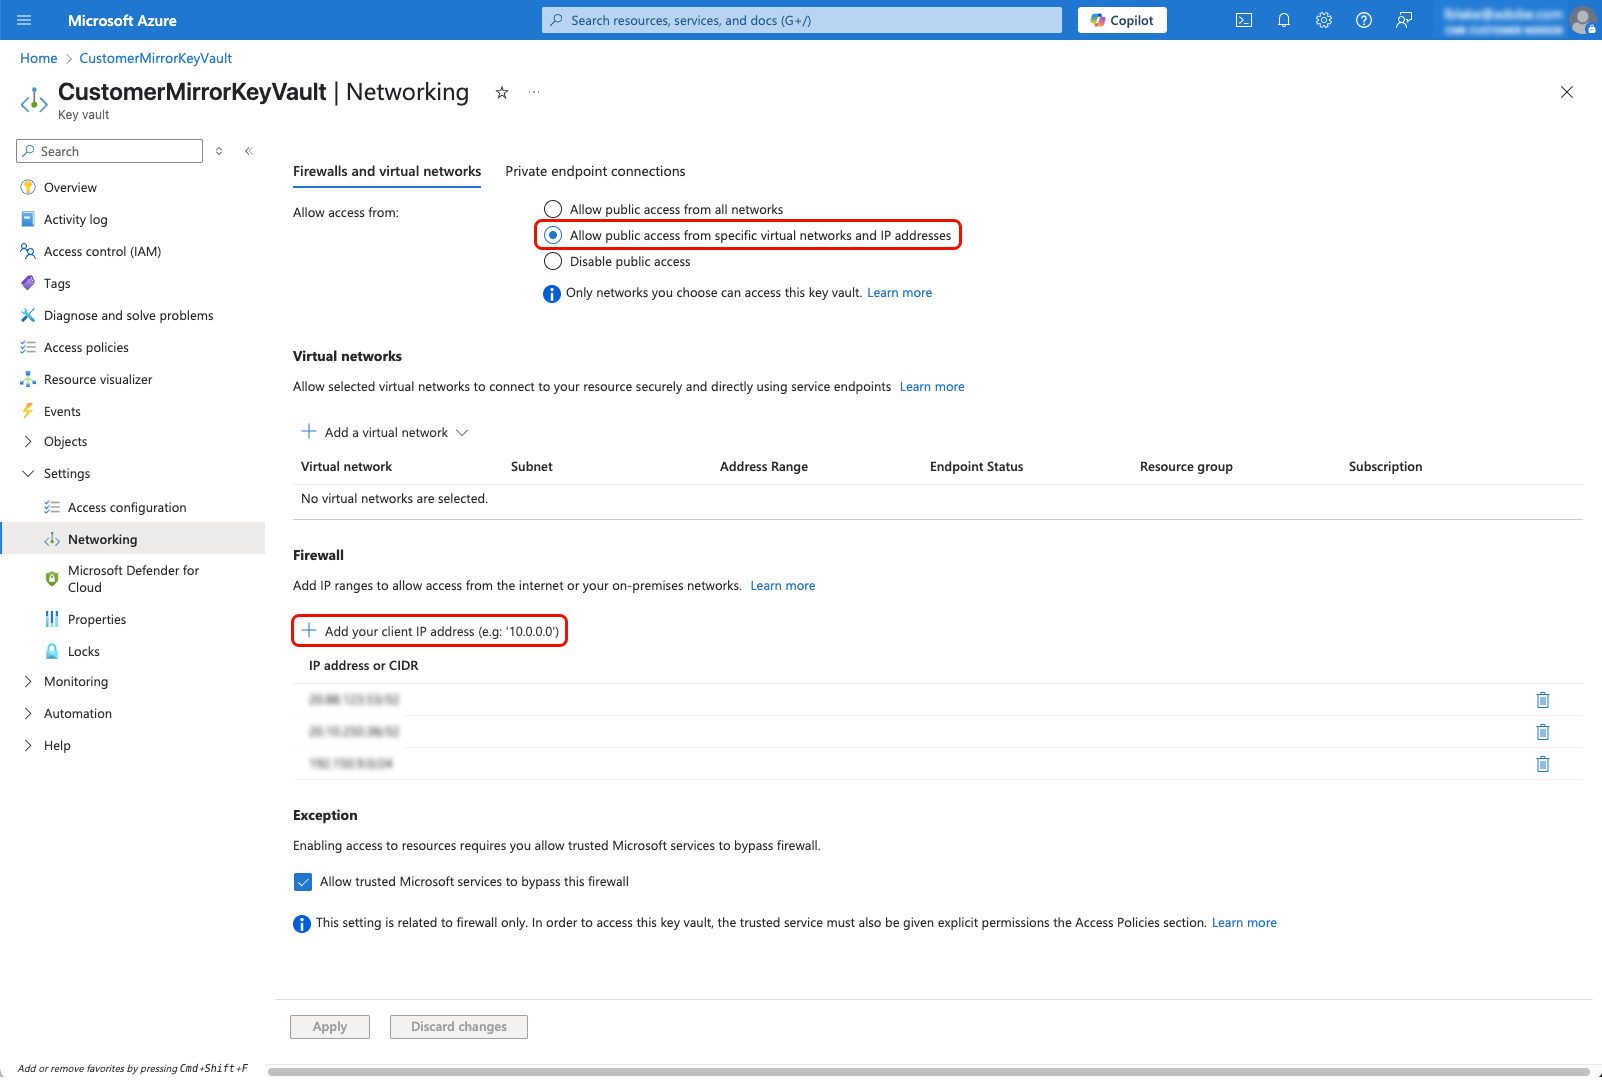 Microsoft Azure
Search resources, services, and docs (G+/)
Copilot
Home > CustomerMirrorKeyVault
CustomerMirrorKeyVault | Networking
Key vault
Search
Overview
Activity log
Access control (IAM)
Tags
Diagnose and solve problems
Access policies
Resource visualizer
Events
Objects
Settings
Access configuration
Networking
Microsoft Defender for
Cloud
Properties
Locks
Monitoring
Automation
Help
Add or remove favorites by pressing Cmd+Shift+F
Firewalls and virtual networks
Private endpoint connections
Allow access from:
Allow public access from all networks
Allow public access from specific virtual networks and IP addresses
Disable public access
Only networks you choose can access this key vault. Learn more
Virtual networks
Allow selected virtual networks to connect to your resource securely and directly using service endpoints Learn more
Add a virtual network
Virtual network Subnet Address Range Endpoint Status Resource group Subscription
No virtual networks are selected.
Firewall
Add IP ranges to allow access from the internet or your on-premises networks. Learn more
Add your client IP address (e.g: '10.0.0.0')
IP address or CIDR
Exception
Enabling access to resources requires you allow trusted Microsoft services to bypass firewall.
Allow trusted Microsoft services to bypass this firewall
This setting is related to firewall only. In order to access this key vault, the trusted service must also be given explicit permissions the Access Policies section. Learn more
Apply
Discard changes